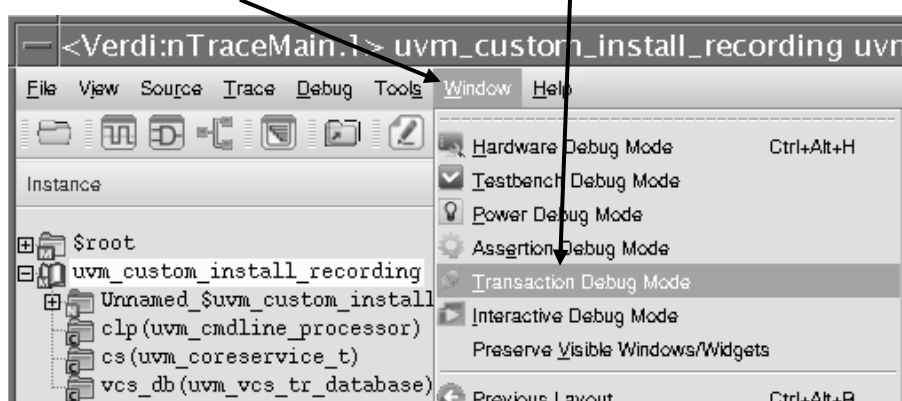 <Verdi:nTraceMain.1> uvm_custom_install_recording uvm
File View Source Trace Debug Tools Window Help
Hardware Debug Mode Ctrl+Alt+H
Instance
Testbench Debug Mode
Power Debug Mode
$root
Assertion Debug Mode
uvm_custom_install_recording
Transaction Debug Mode
Unnamed_$uvm_custom_install
Interactive Debug Mode
clp(uvm_cmdline_processor)
Preserve Visible Windows/Widgets
cs(uvm_coreservice_t)
vcs_db(uvm_vcs_tr_database)
Previous Layout Ctrl+Alt+R